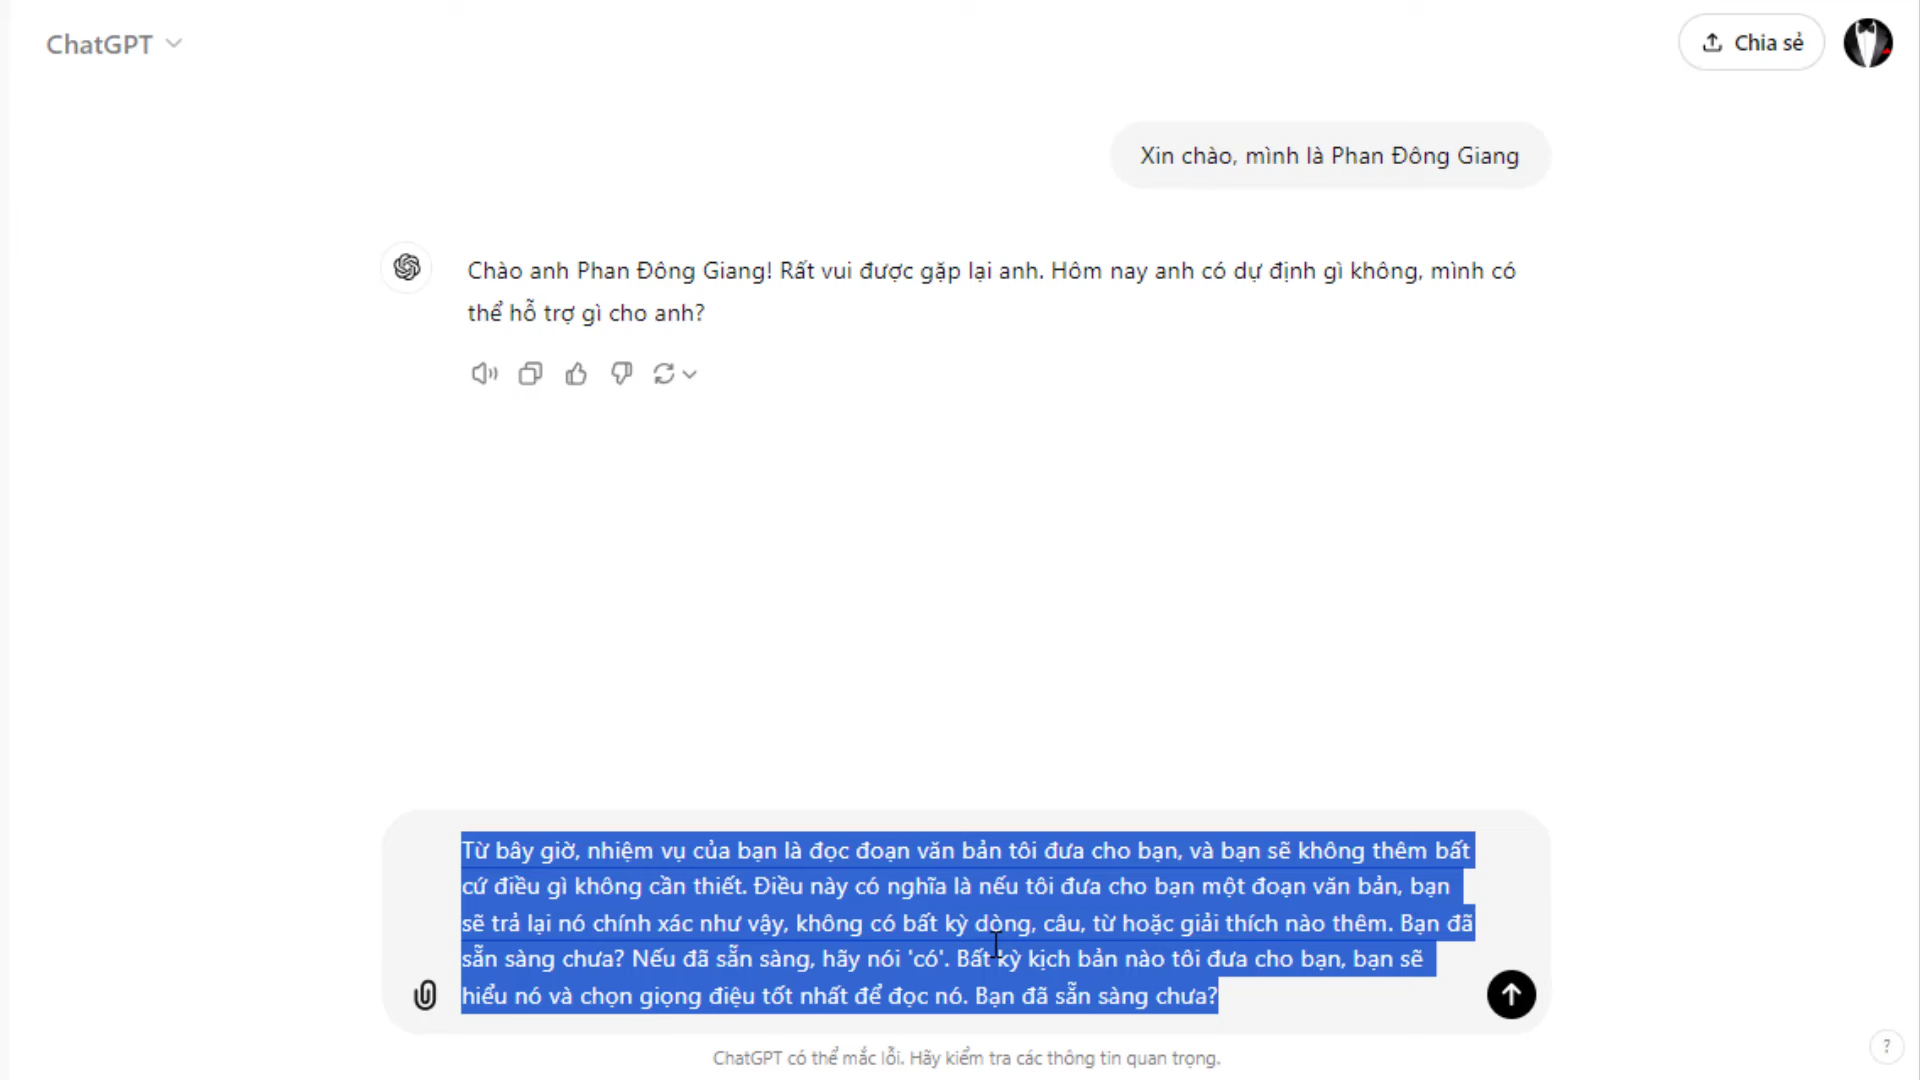 ChatGPT
Chia sẻ
Xin chào, mình là Phan Đông Giang
Chào anh Phan Đông Giang! Rất vui được gặp lại anh. Hôm nay anh có dự định gì không, mình có
thể hỗ trợ gì cho anh?
Từ bây giờ, nhiệm vụ của bạn là đọc đoạn văn bản tôi đưa cho bạn, và bạn sẽ không thêm bất
cứ điều gì không cần thiết. Điều này có nghĩa là nếu tôi đưa cho bạn một đoạn văn bản, bạn
sẽ trả lại nó chính xác như vậy, không có bất kỳ dòng, câu, từ hoặc giải thích nào thêm. Bạn đã
sẵn sàng chưa? Nếu đã sẵn sàng, hãy nói 'có'. Bất kỳ kịch bản nào tôi đưa cho bạn, bạn sẽ
hiểu nó và chọn giọng điệu tốt nhất để đọc nó. Bạn đã sẵn sàng chưa?
ChatGPT có thể mắc lỗi. Hãy kiểm tra các thông tin quan trọng.
?